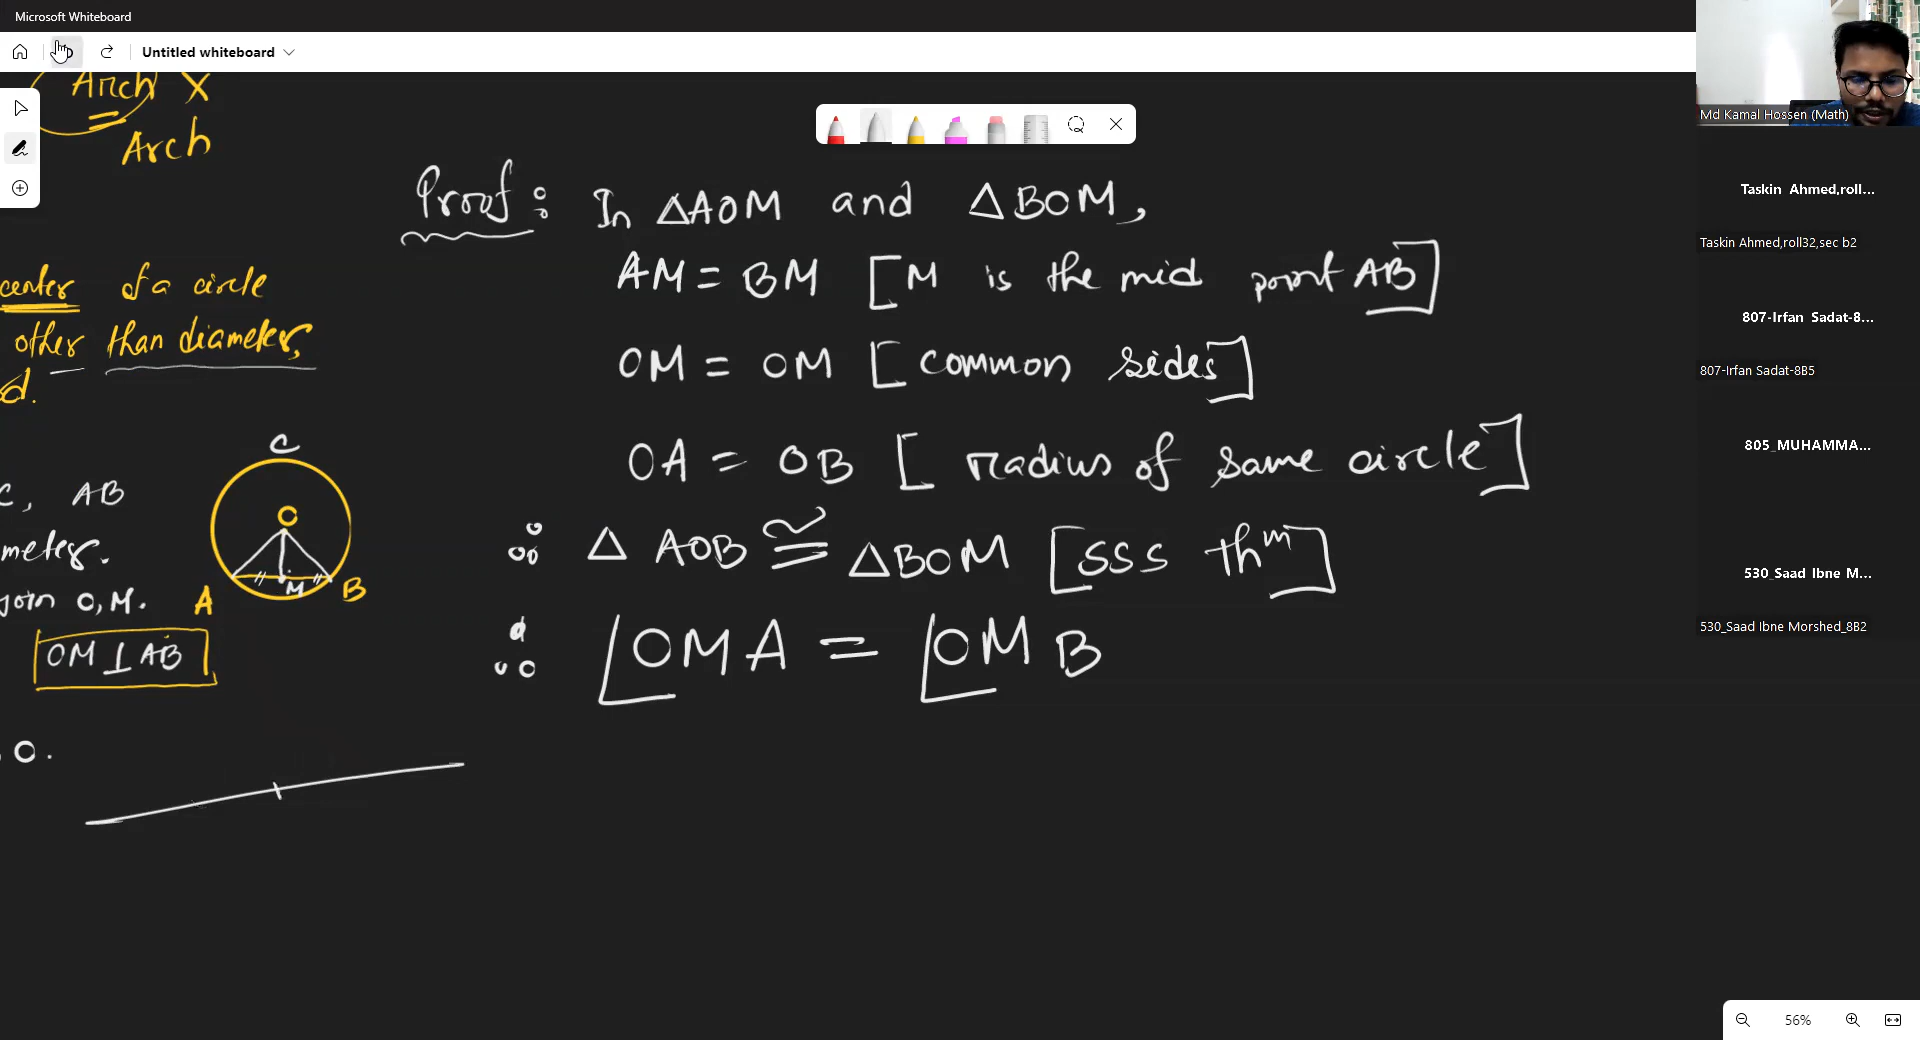 Microsoft Whiteboard
Untitled whiteboard
Arch X
Arch
center of a circle
other than diameter,
d.
C, AB
meter.
join O, M.
OM ⊥ AB
O.
C
O
M
A
B
Proof: In ΔAOM and ΔBOM,
AM = BM [M is the mid point AB]
OM = OM [common sides]
OA = OB [radius of same circle]
∴ Δ AOB ≅ ΔBOM [SSS thm]
∴ ∠OMA = ∠OMB
Md Kamal Hossen (Math)
Taskin Ahmed,roll...
Taskin Ahmed,roll32,sec b2
807-Irfan Sadat-8...
807-Irfan Sadat-8B5
805_MUHAMMA...
530_Saad Ibne M...
530_Saad Ibne Morshed_8B2
56%